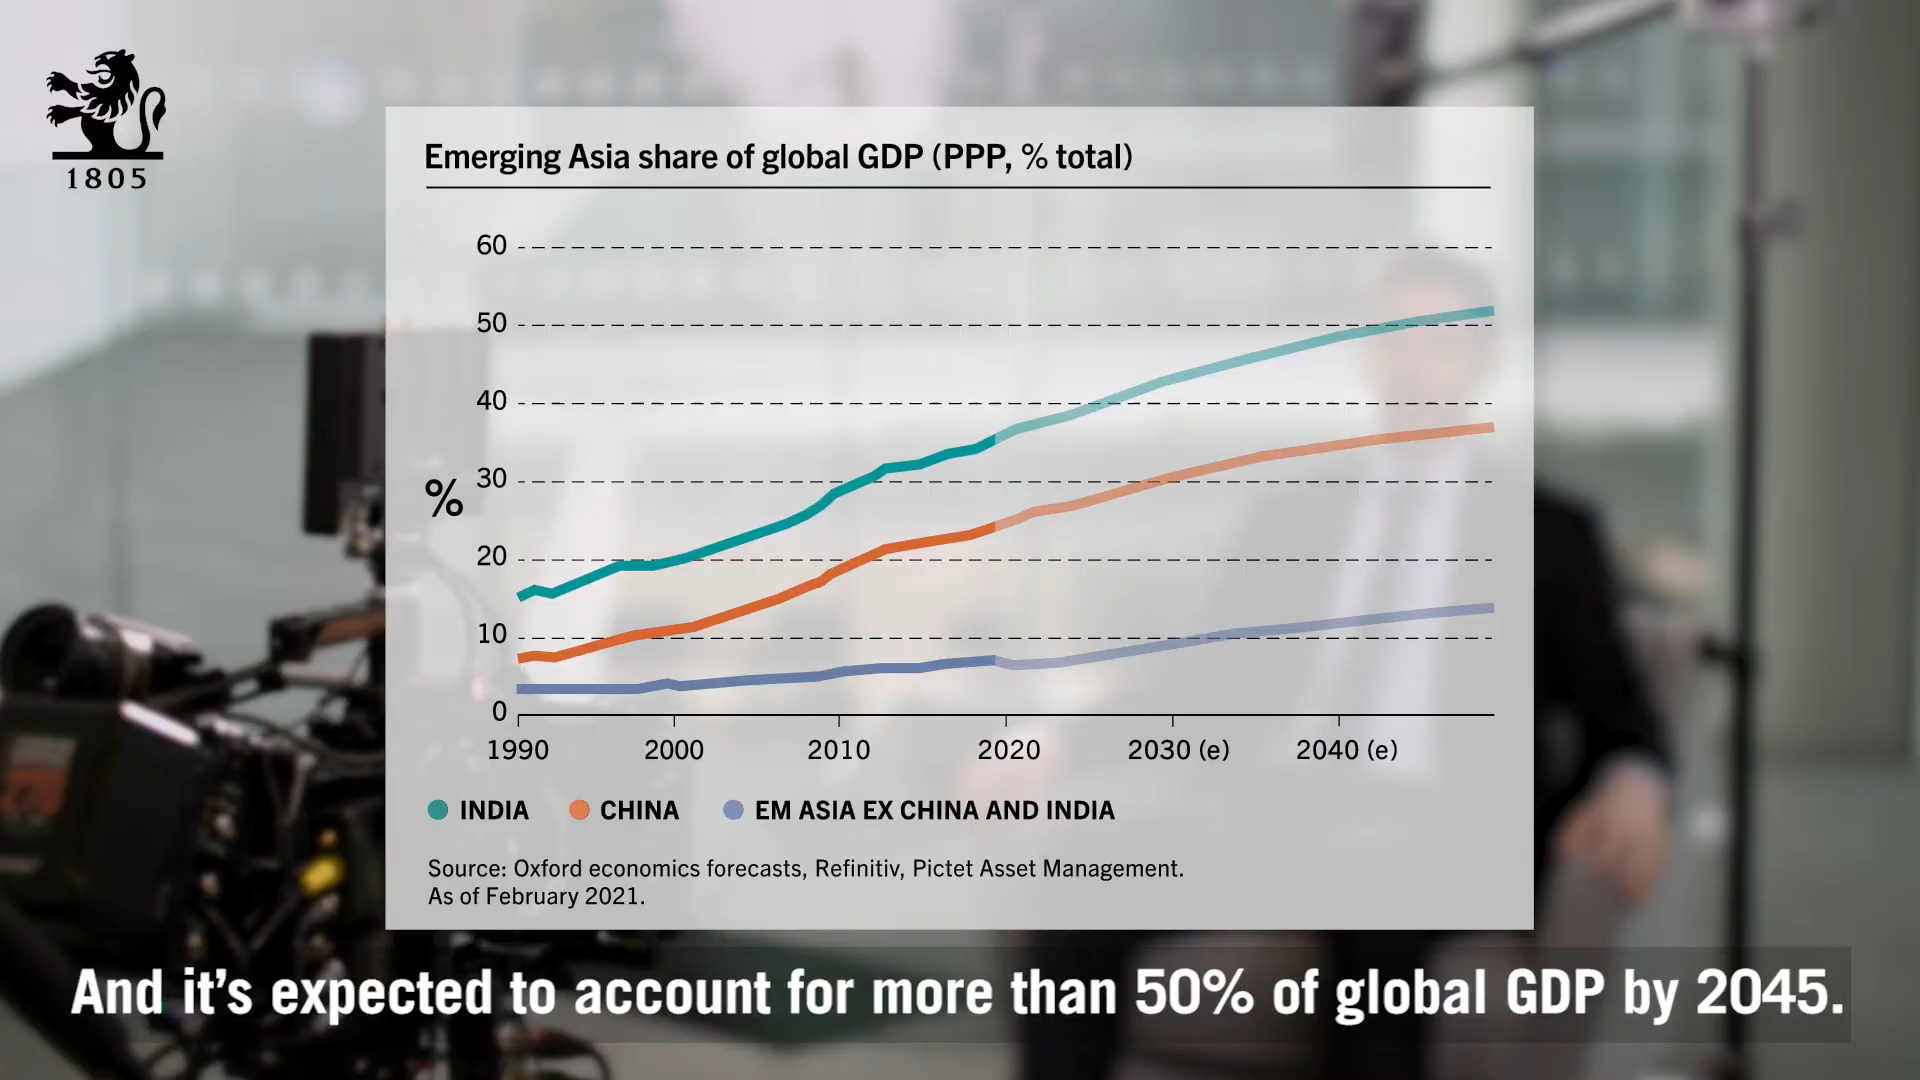 1805
Emerging Asia share of global GDP (PPP, % total)
60
50
40
30
%
20
10
0
1990 2000 2010 2020 2030 (e) 2040 (e)
INDIA CHINA EM ASIA EX CHINA AND INDIA
Source: Oxford economics forecasts, Refinitiv, Pictet Asset Management.
As of February 2021.
And it's expected to account for more than 50% of global GDP by 2045.